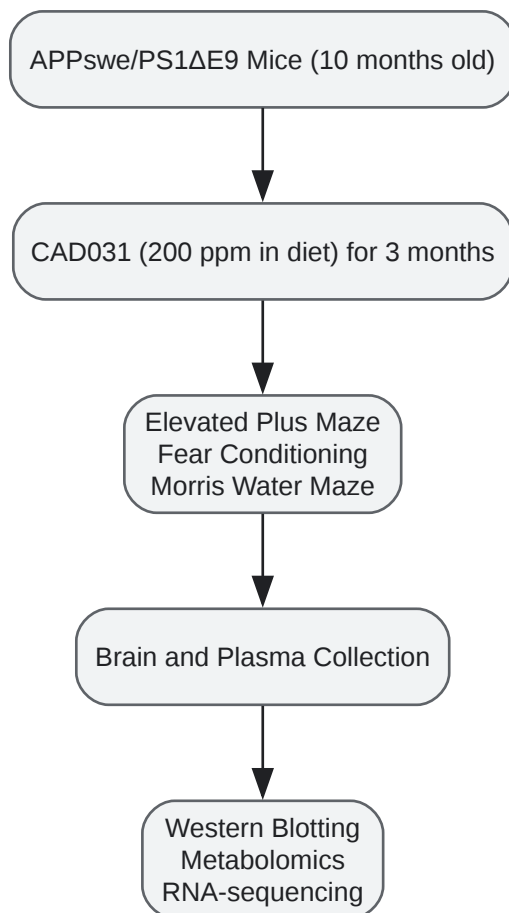 APPswe/PS1ΔE9 Mice (10 months old)
CAD031 (200 ppm in diet) for 3 months
Elevated Plus Maze
Fear Conditioning
Morris Water Maze
Brain and Plasma Collection
Western Blotting
Metabolomics
RNA-sequencing